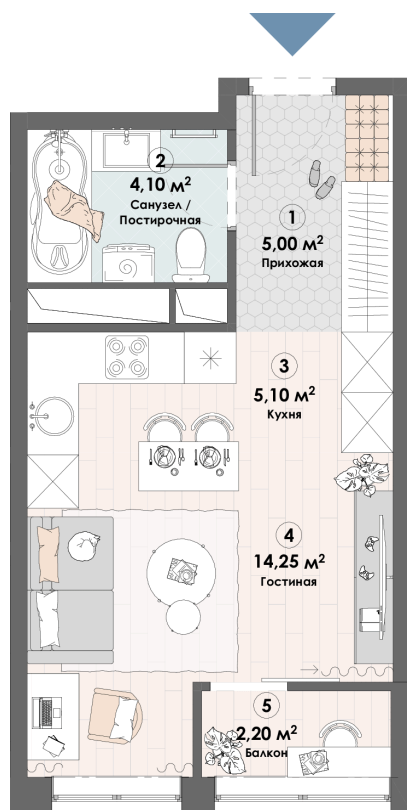 2
4,10 м²
Санузел /
Постирочная
1
5,00 м²
Прихожая
3
5,10 м²
Кухня
4
14,25 м²
Гостиная
5
2,20 м²
Балкон